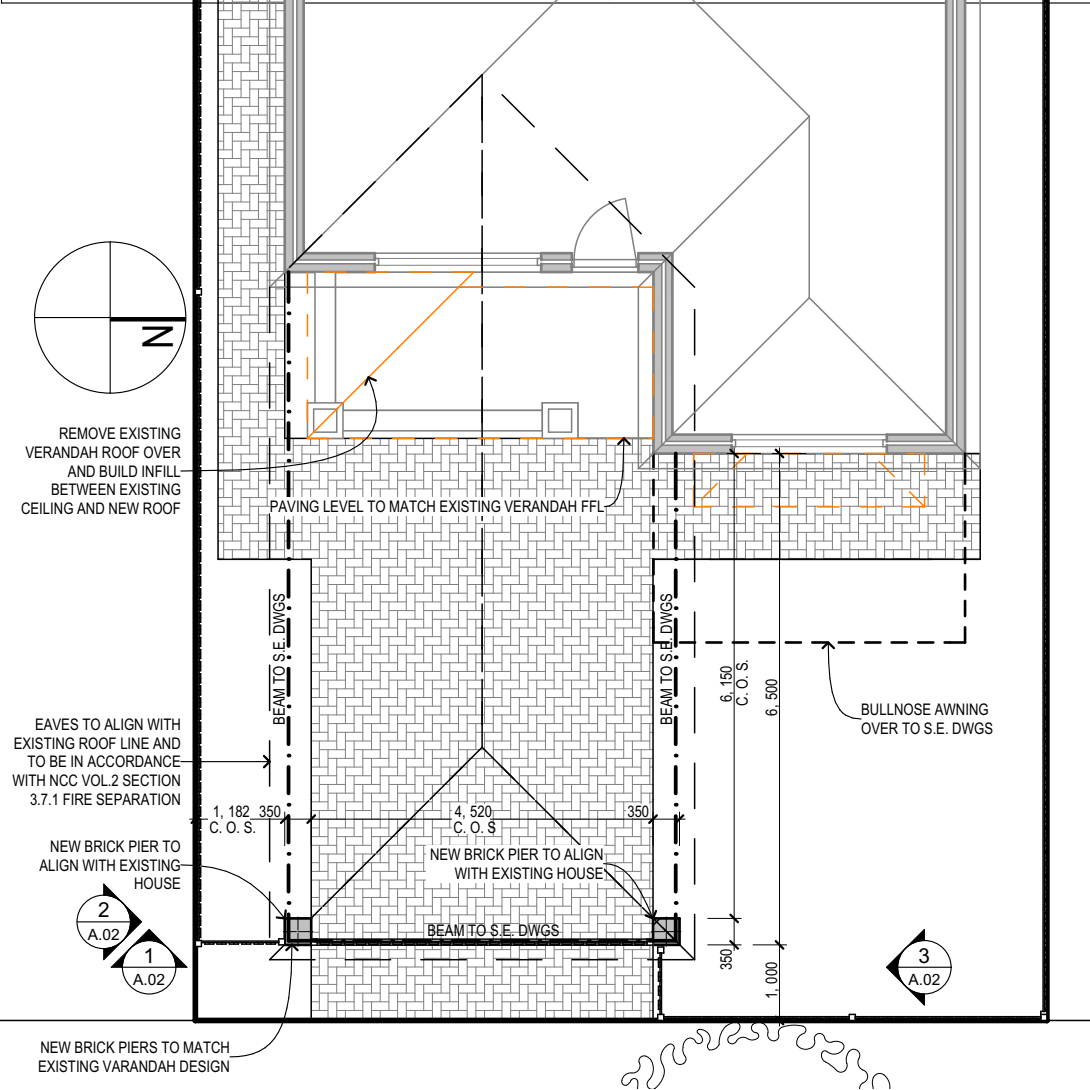 N
REMOVE EXISTING
VERANDAH ROOF OVER
AND BUILD INFILL
BETWEEN EXISTING
CEILING AND NEW ROOF
PAVING LEVEL TO MATCH EXISTING VERANDAH FFL
BEAM TO S.E. DWGS
BEAM TO S.E. DWGS
6, 150
C. O. S.
6, 500
BULLNOSE AWNING
OVER TO S.E. DWGS
EAVES TO ALIGN WITH
EXISTING ROOF LINE AND
TO BE IN ACCORDANCE
WITH NCC VOL.2 SECTION
3.7.1 FIRE SEPARATION
1, 182
C. O. S.
350
4, 520
C. O. S
350
NEW BRICK PIER TO
ALIGN WITH EXISTING
HOUSE
NEW BRICK PIER TO ALIGN
WITH EXISTING HOUSE
2
A.02
1
A.02
BEAM TO S.E. DWGS
350
1, 000
3
A.02
NEW BRICK PIERS TO MATCH
EXISTING VARANDAH DESIGN